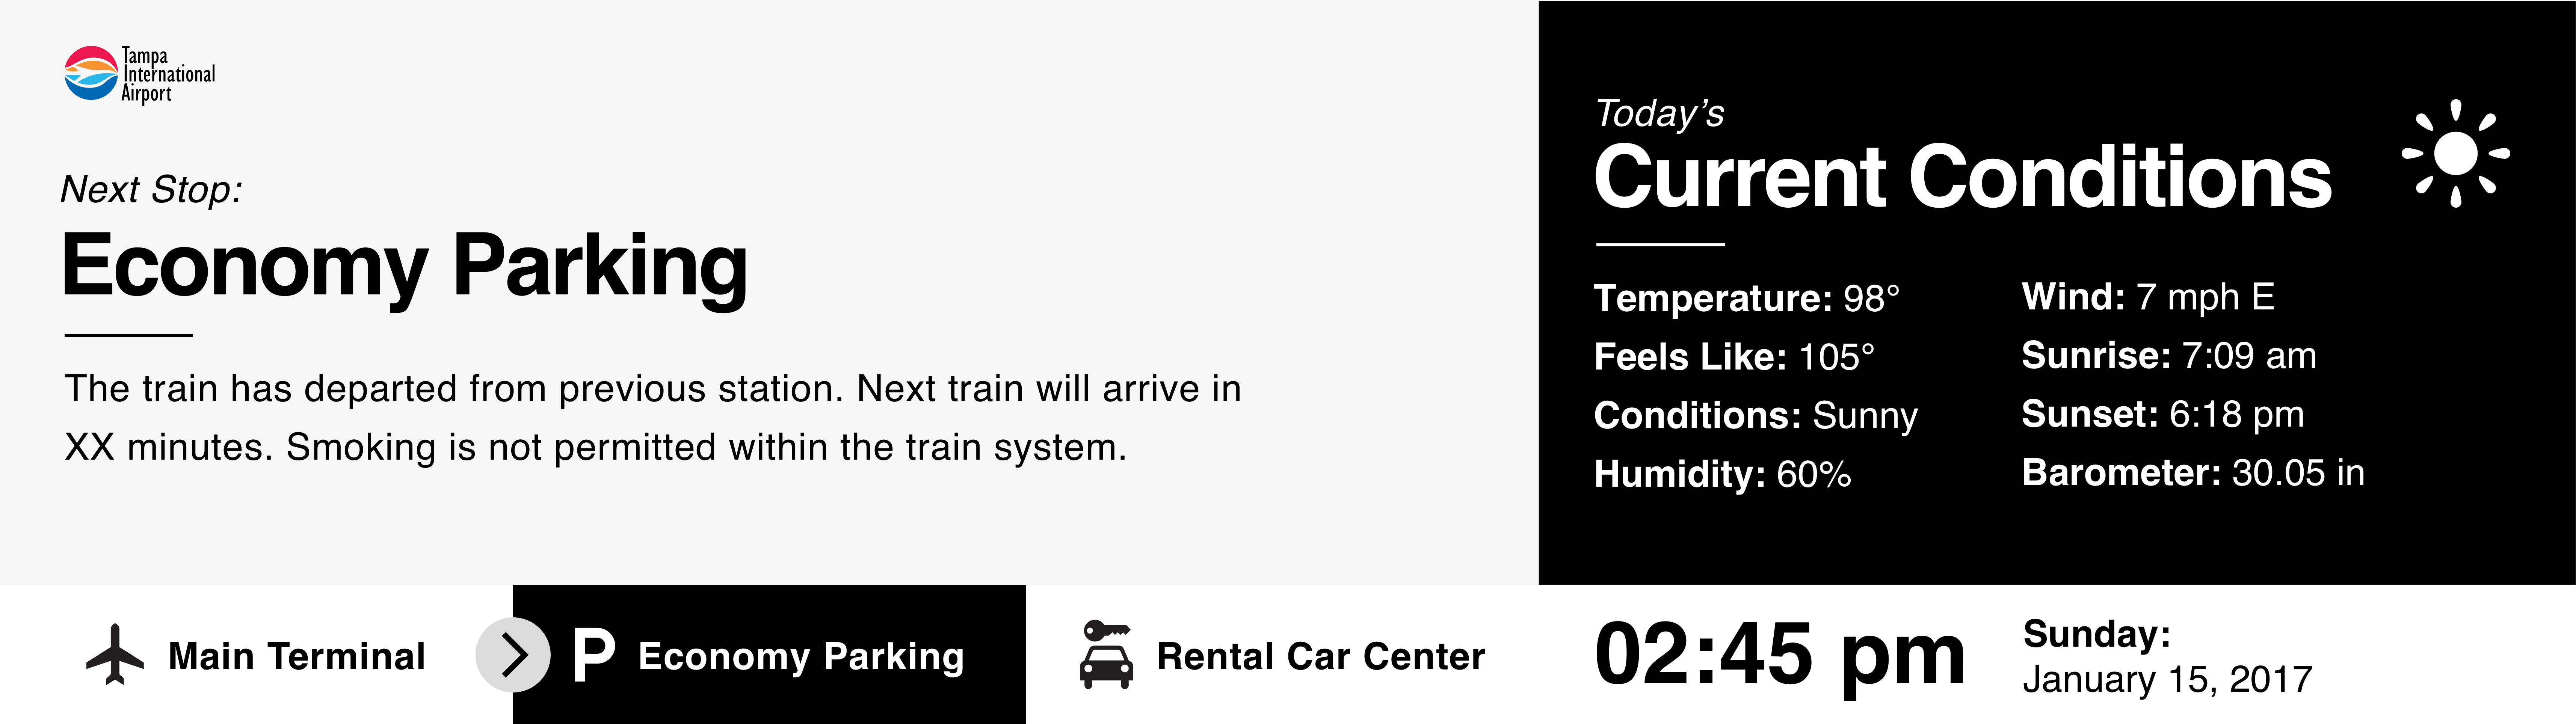 Tampa
International
Airport
Next Stop:
Economy Parking
The train has departed from previous station. Next train will arrive in
XX minutes. Smoking is not permitted within the train system.
Today’s
Current Conditions
Temperature: 98°
Feels Like: 105°
Conditions: Sunny
Humidity: 60%
Wind: 7 mph E
Sunrise: 7:09 am
Sunset: 6:18 pm
Barometer: 30.05 in
Main Terminal
P Economy Parking
Rental Car Center
02:45 pm
Sunday:
January 15, 2017